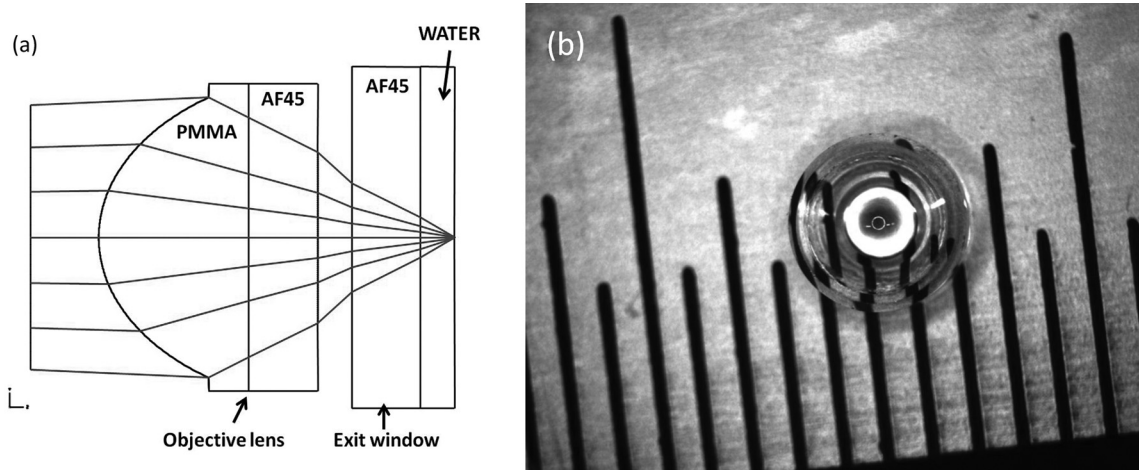 (a)
WATER
AF45
AF45
PMMA
Objective lens
Exit window
(b)